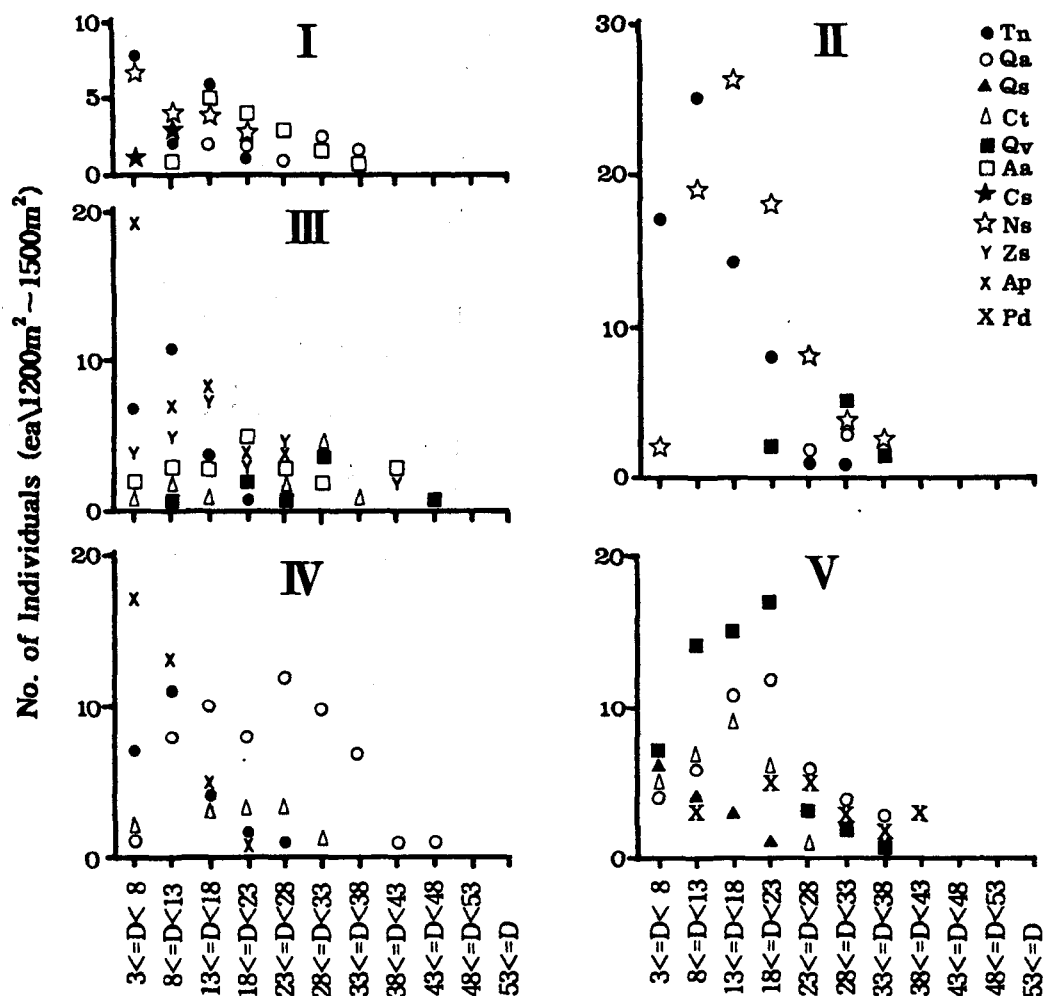 No. of Individuals (ea\1200m²~1500m²)
I
10
5
0
II
30
20
10
0
Tn
Qa
Qs
Ct
Qv
Aa
Cs
Ns
Zs
Ap
Pd
III
20
10
0
IV
20
10
0
V
20
10
0
3<=D< 8
8<=D<13
13<=D<18
18<=D<23
23<=D<28
28<=D<33
33<=D<38
38<=D<43
43<=D<48
48<=D<53
53<=D
3<=D< 8
8<=D<13
13<=D<18
18<=D<23
23<=D<28
28<=D<33
33<=D<38
38<=D<43
43<=D<48
48<=D<53
53<=D